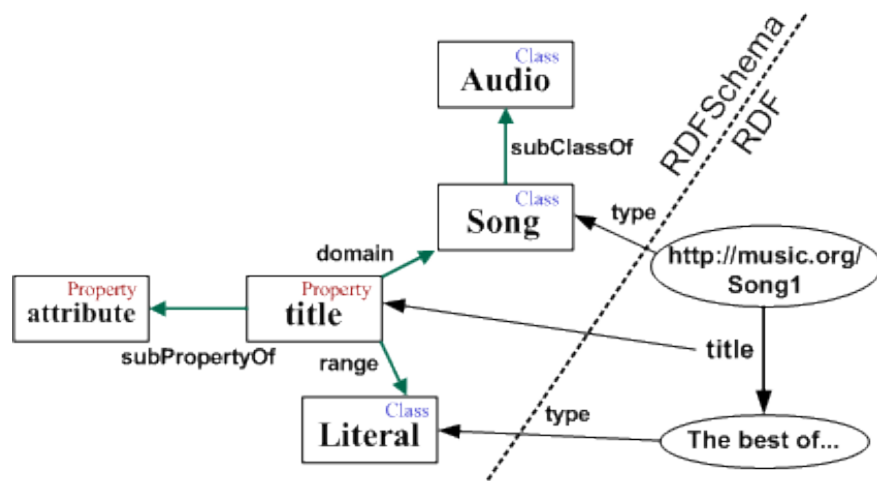 Class
Audio
RDFSchema
RDF
subClassOf
Class
Song
type
http://music.org/
Song1
domain
Property
attribute
Property
title
subPropertyOf
range
title
Class
Literal
type
The best of...